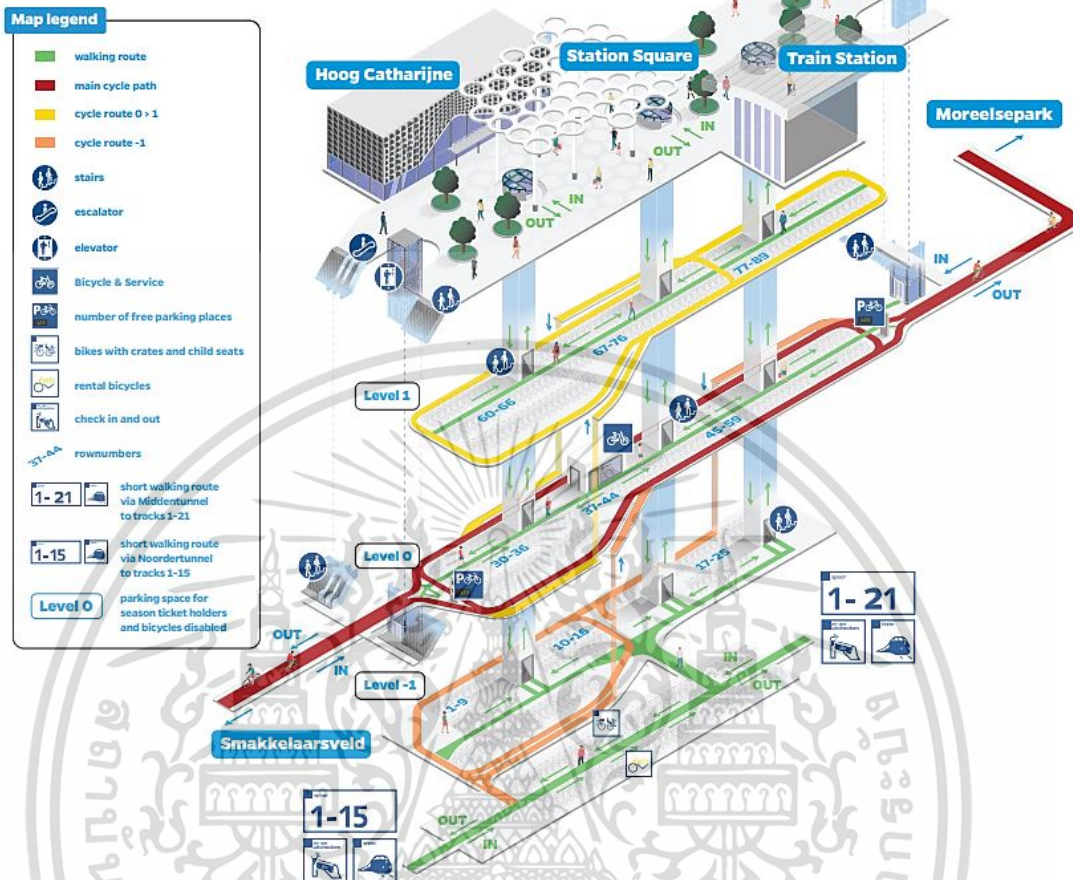 Map legend
walking route
main cycle path
cycle route 0 > 1
cycle route -1
stairs
escalator
elevator
Bicycle & Service
number of free parking places
bikes with crates and child seats
rental bicycles
check in and out
37-44 rownumbers
1- 21
short walking route
via Middentunnel
to tracks 1-21
1-15
short walking route
via Noordertunnel
to tracks 1-15
Level 0
parking space for
season ticket holders
and bicycles disabled
Hoog Catharijne
Station Square
Train Station
Moreelsepark
IN
OUT
IN
OUT
IN
OUT
77-89
67-76
60-66
Level 1
P
45-59
37-44
30-36
Level 0
P
17-25
10-16
1-9
Level -1
OUT
IN
Smakkelaarsveld
IN
OUT
OUT
IN
spoor
1- 21
spoor
1-15